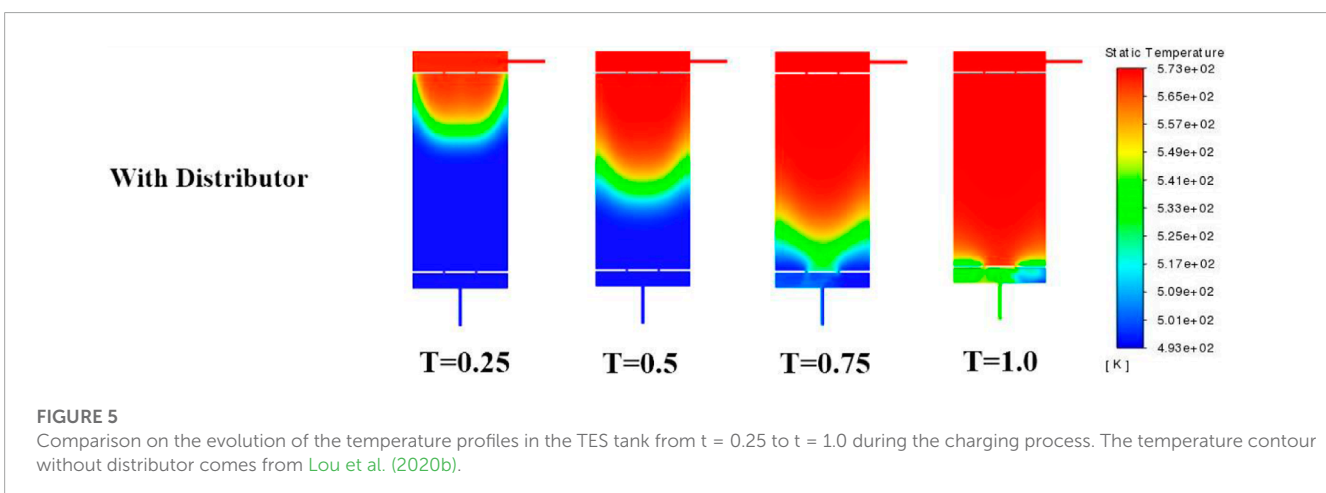 Static Temperature
5.73e+02
5.65e+02
5.57e+02
5.49e+02
5.41e+02
5.33e+02
5.25e+02
5.17e+02
5.09e+02
5.01e+02
4.93e+02
[ K ]
With Distributor
T=0.25
T=0.5
T=0.75
T=1.0
FIGURE 5
Comparison on the evolution of the temperature profiles in the TES tank from t = 0.25 to t = 1.0 during the charging process. The temperature contour
without distributor comes from Lou et al. (2020b).